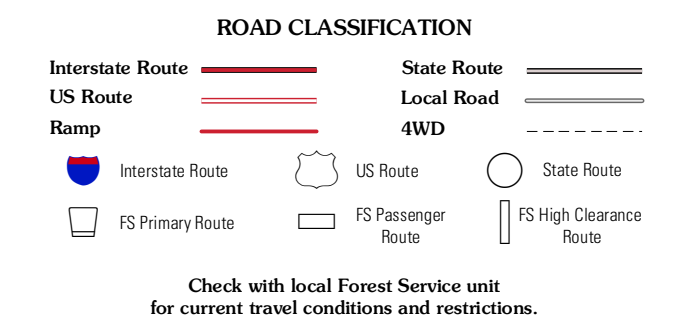 ROAD CLASSIFICATION
Interstate Route
State Route
US Route
Local Road
Ramp
4WD
Interstate Route
US Route
State Route
FS Primary Route
FS Passenger
Route
FS High Clearance
Route
Check with local Forest Service unit
for current travel conditions and restrictions.